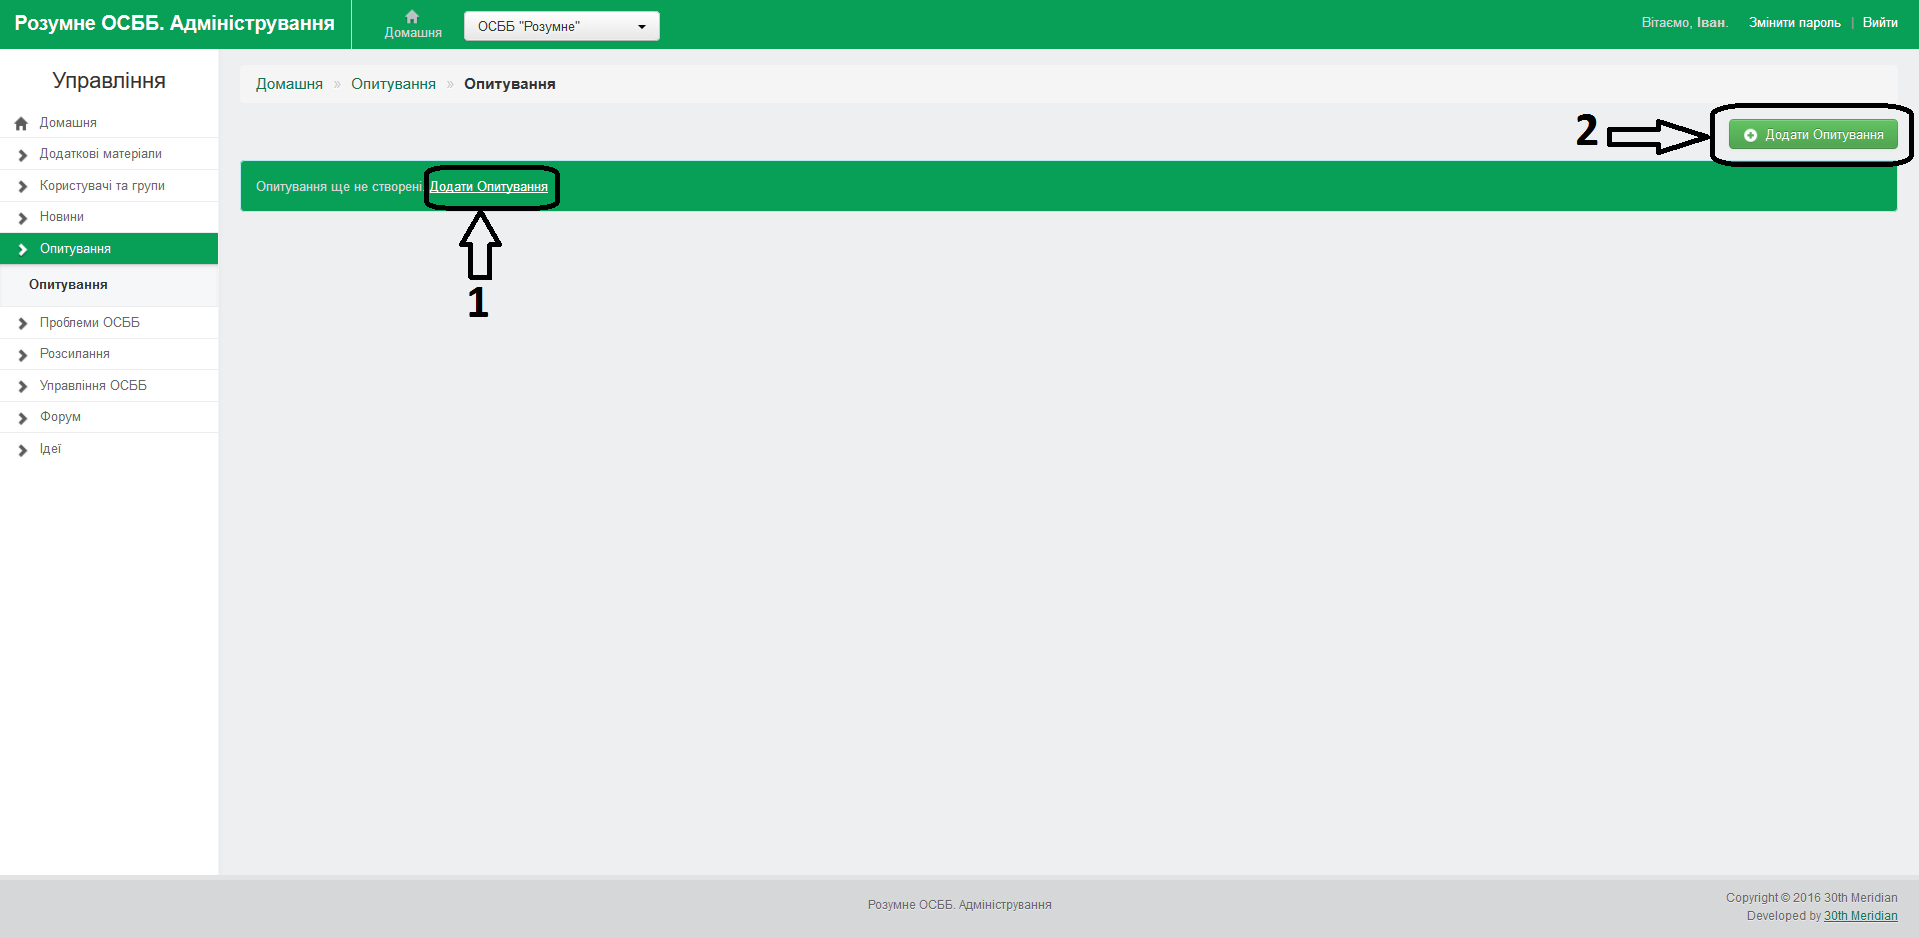 Розумне ОСББ. Адміністрування
Домашня
ОСББ "Розумне"
Вітаємо, Іван. Змінити пароль | Вийти
Управління
Домашня
Додаткові матеріали
Користувачі та групи
Новини
Опитування
Опитування
Проблеми ОСББ
Розсилання
Управління ОСББ
Форум
Ідеї
Домашня » Опитування » Опитування
2
Додати Опитування
Опитування ще не створені. Додати Опитування
1
Розумне ОСББ. Адміністрування
Copyright © 2016 30th Meridian
Developed by 30th Meridian